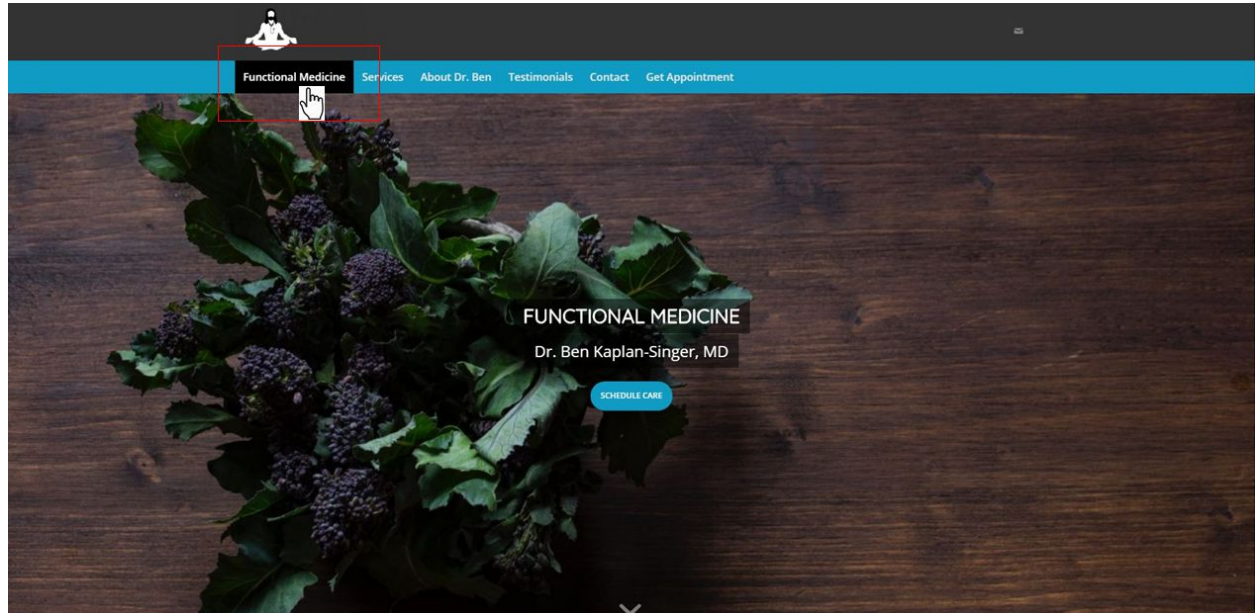 Functional Medicine Services About Dr. Ben Testimonials Contact Get Appointment
FUNCTIONAL MEDICINE
Dr. Ben Kaplan-Singer, MD
SCHEDULE CARE